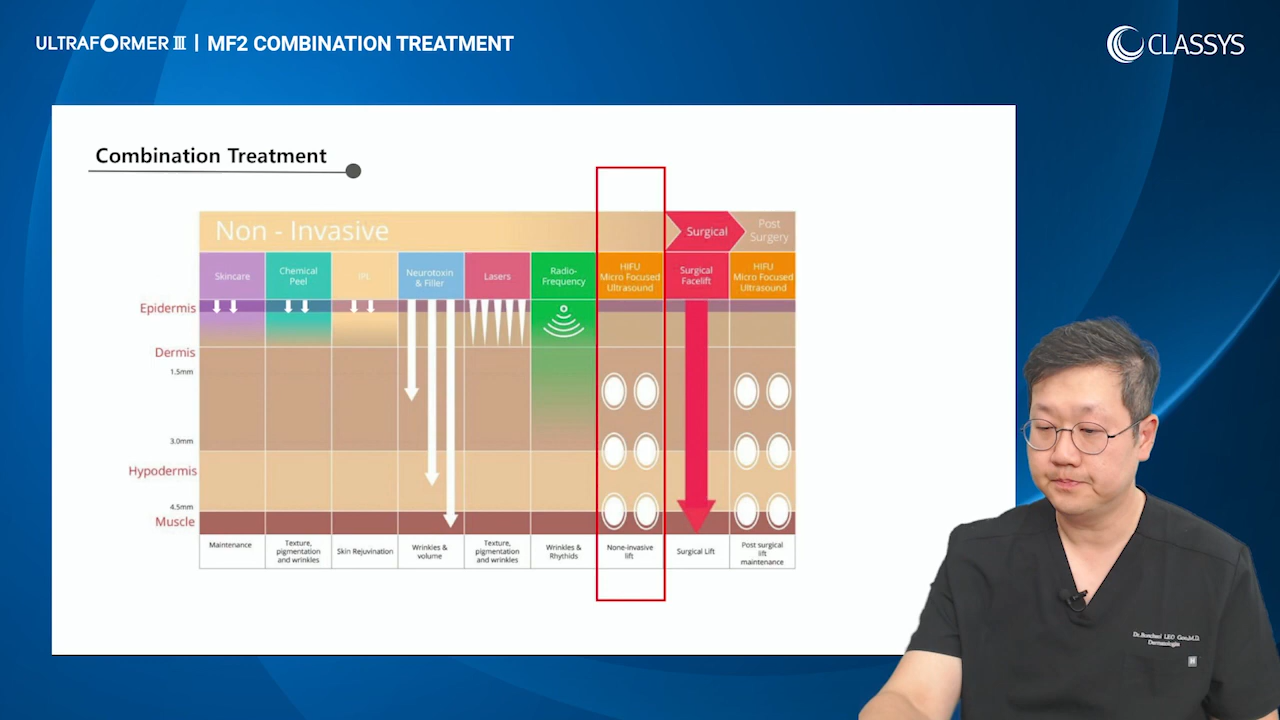 ULTRAFORMER III | MF2 COMBINATION TREATMENT
CLASSYS
Combination Treatment
Non - Invasive
Surgical
Post
Surgery
Skincare
Chemical
Peel
IPL
Neurotoxin
& Filler
Lasers
Radio-
Frequency
HIFU
Micro Focused
Ultrasound
Surgical
Facelift
HIFU
Micro Focused
Ultrasound
Epidermis
Dermis
1.5mm
3.0mm
Hypodermis
4.5mm
Muscle
Maintenance
Texture,
pigmentation
and wrinkles
Skin Rejuvination
Wrinkles &
volume
Texture,
pigmentation
and wrinkles
Wrinkles &
Rhythids
None-invasive
lift
Surgical Lift
Post surgical
lift
maintenance
LEO Goo,M.D.